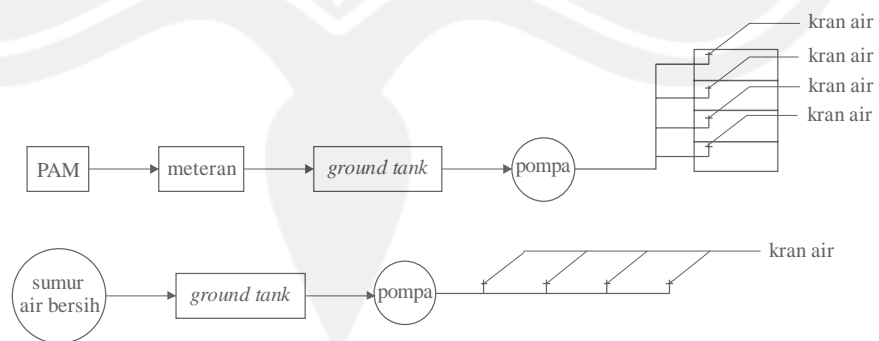 kran air
kran air
kran air
kran air
PAM
meteran
ground tank
pompa
sumur
air bersih
ground tank
pompa
kran air